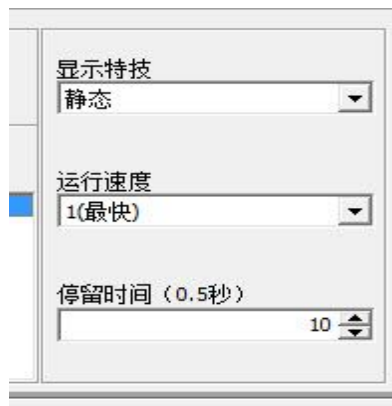 显示特技
静态
运行速度
1(最快)
停留时间（0.5秒）
10